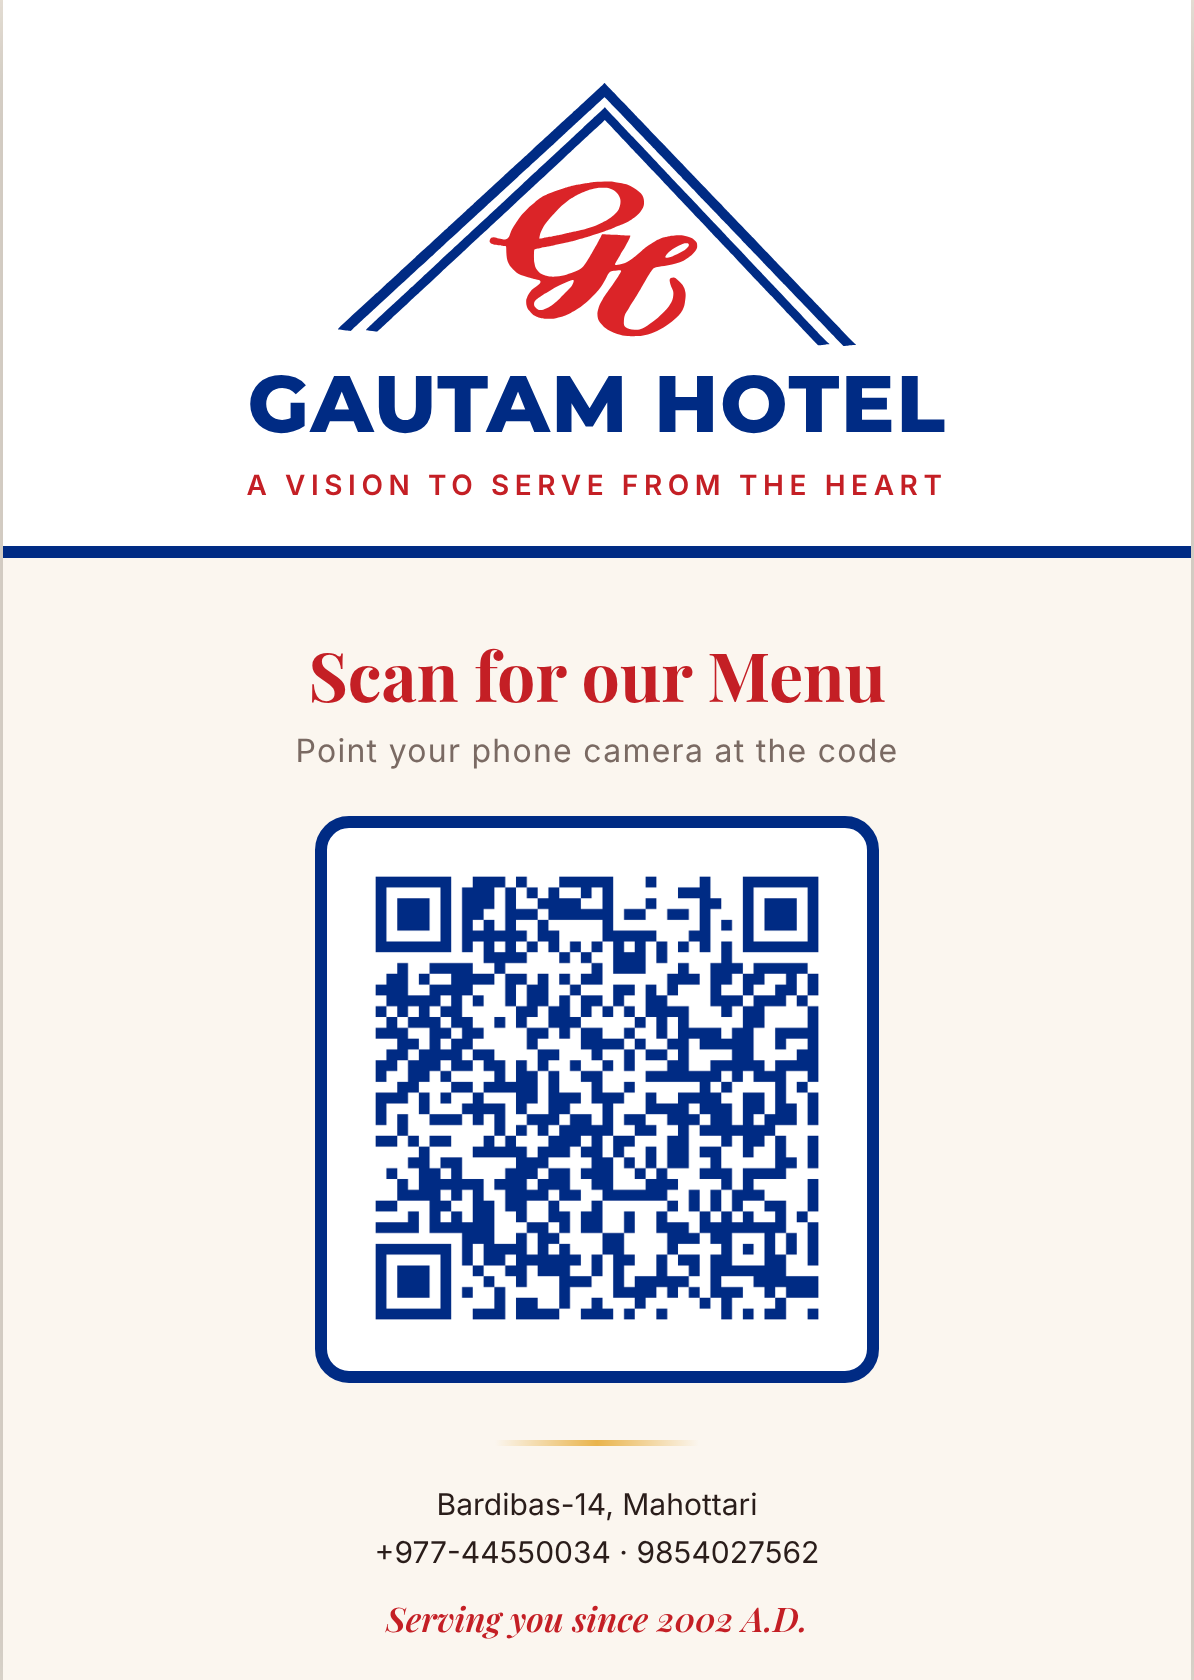 GH
GAUTAM HOTEL
A VISION TO SERVE FROM THE HEART
Scan for our Menu
Point your phone camera at the code
Bardibas-14, Mahottari
+977-44550034 · 9854027562
Serving you since 2002 A.D.